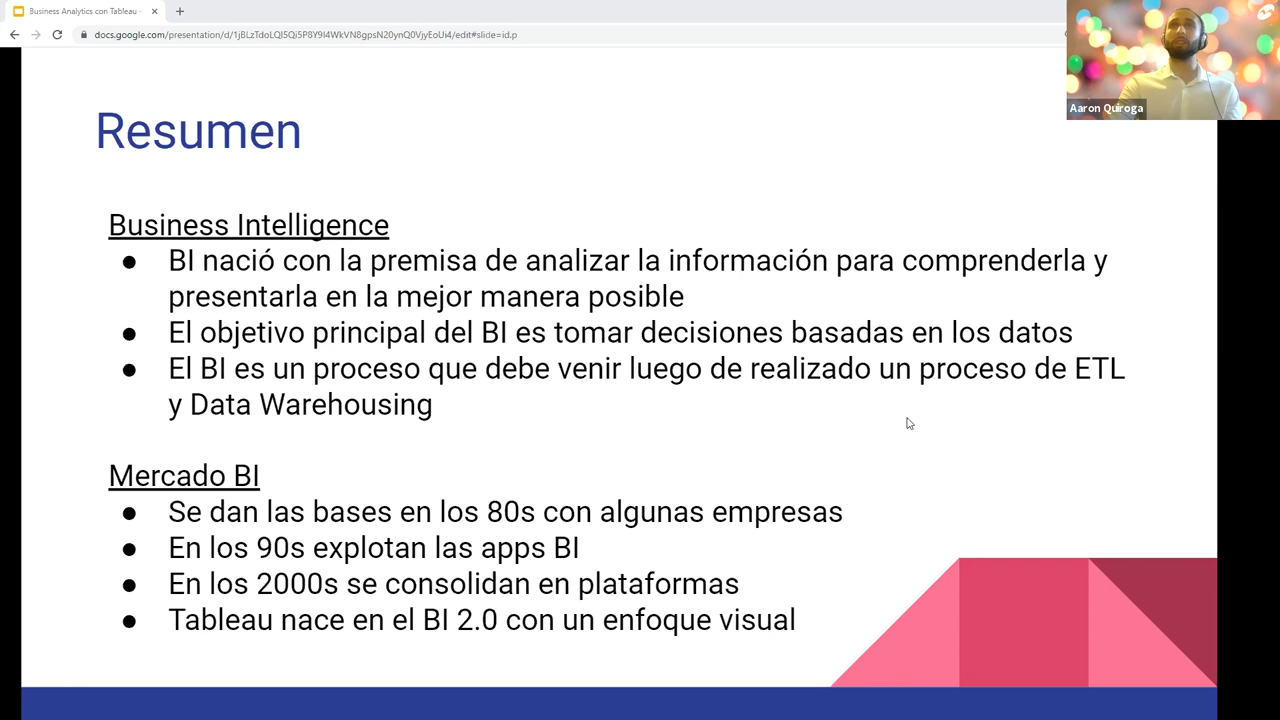 Business Analytics con Tableau -
docs.google.com/presentation/d/1jBLzTdoLQI5Qi5P8Y9I4WkVN8gpsN20ynQ0VjyEoUi4/edit#slide=id.p
Aaron Quiroga
Resumen
Business Intelligence
● BI nació con la premisa de analizar la información para comprenderla y
presentarla en la mejor manera posible
● El objetivo principal del BI es tomar decisiones basadas en los datos
● El BI es un proceso que debe venir luego de realizado un proceso de ETL
y Data Warehousing
Mercado BI
● Se dan las bases en los 80s con algunas empresas
● En los 90s explotan las apps BI
● En los 2000s se consolidan en plataformas
● Tableau nace en el BI 2.0 con un enfoque visual